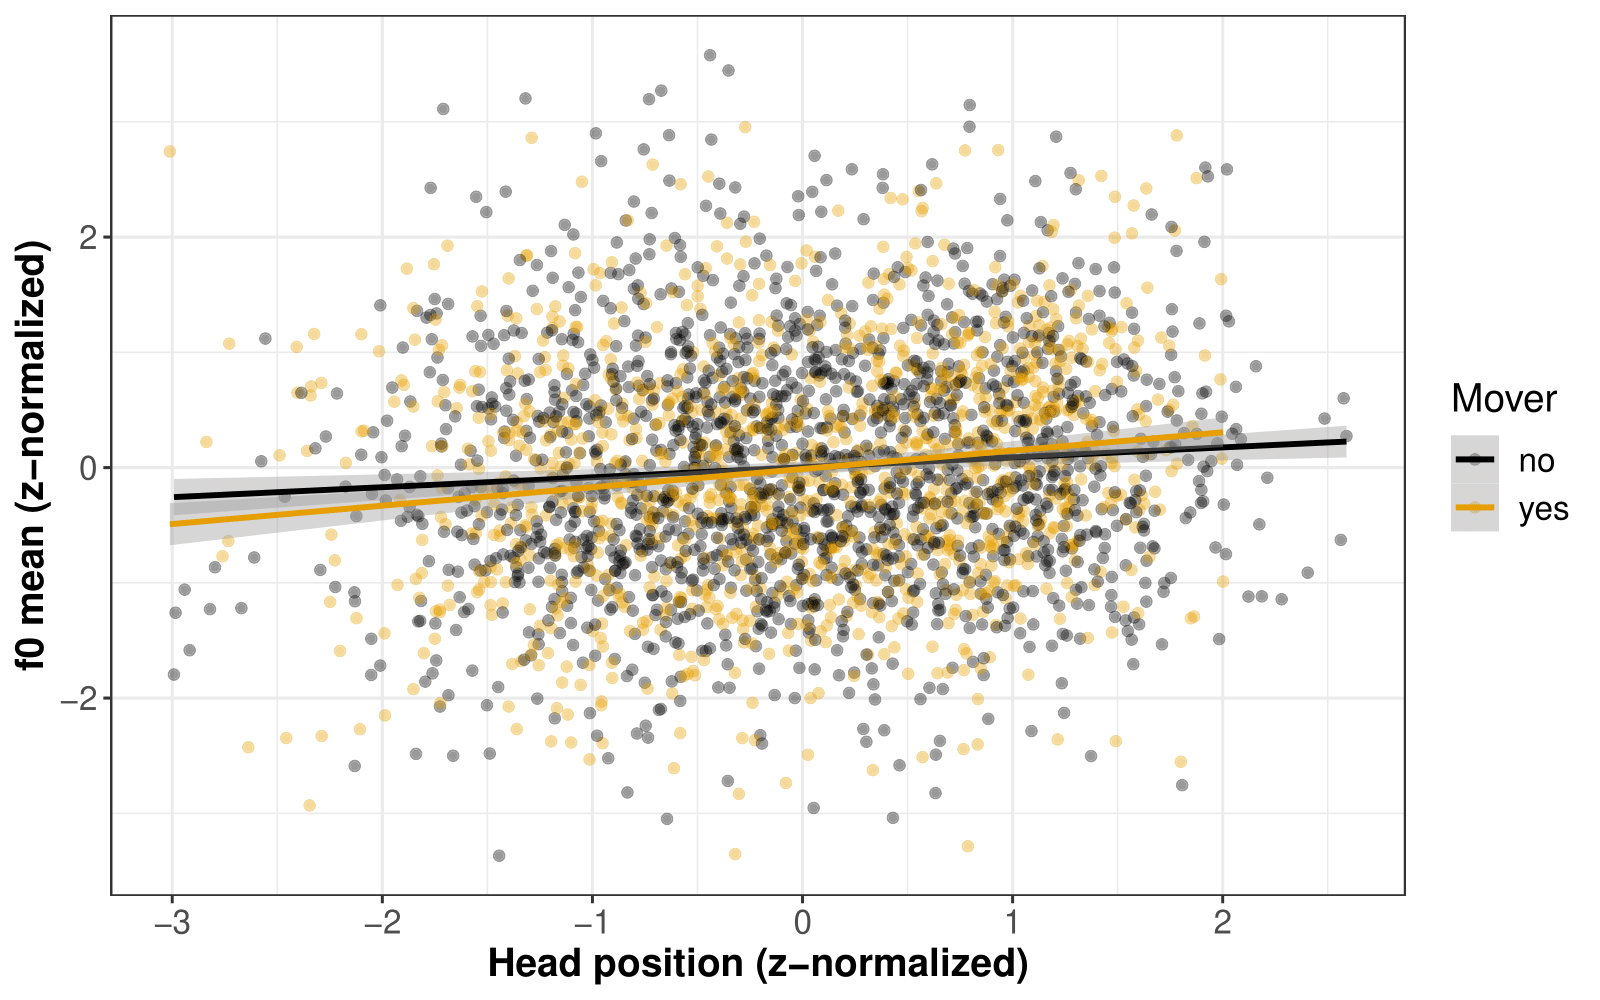 f0 mean (z−normalized)
2
0
−2
−3
−2
−1
0
1
2
Head position (z−normalized)
Mover
no
yes